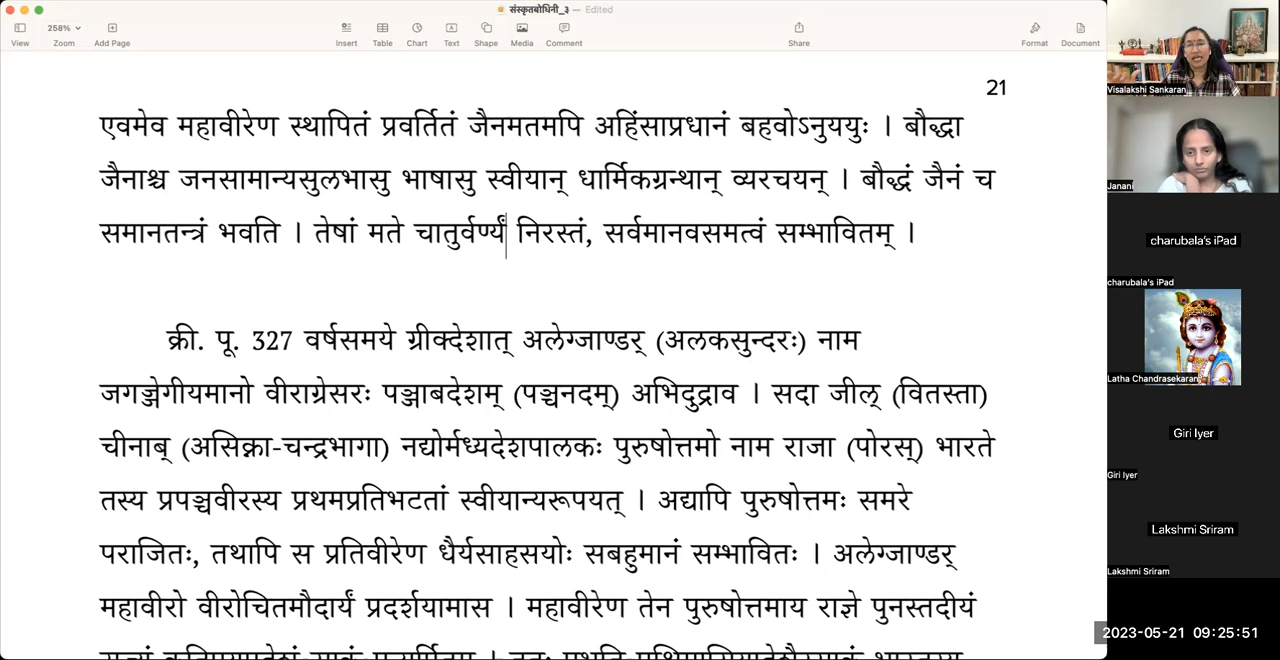 संस्कृतबोधिनी_३ — Edited
View
258%
Zoom
Add Page
Insert
Table
Chart
Text
Shape
Media
Comment
Share
Format
Document
21
एवमेव महावीरेण स्थापितं प्रवर्तितं जैनमतमपि अहिंसाप्रधानं बहवोऽनुययुः । बौद्धा
जैनाश्च जनसामान्यसुलभासु भाषासु स्वीयान् धार्मिकग्रन्थान् व्यरचयन् । बौद्धं जैनं च
समानतन्त्रं भवति । तेषां मते चातुर्वर्ण्यं निरस्तं, सर्वमानवसमत्वं सम्भावितम् ।
क्री. पू. 327 वर्षसमये ग्रीक्देशात् अलेग्जाण्डर् (अलकसुन्दरः) नाम
जगज्जेगीयमानो वीराग्रेसरः पञ्जाबदेशम् (पञ्चनदम्) अभिदुद्राव । सदा जील् (वितस्ता)
चीनाब् (असिक्ना-चन्द्रभागा) नद्योर्मध्यदेशपालकः पुरुषोत्तमो नाम राजा (पोरस्) भारते
तस्य प्रपञ्चवीरस्य प्रथमप्रतिभटतां स्वीयान्यरूपयत् । अद्यापि पुरुषोत्तमः समरे
पराजितः, तथापि स प्रतिवीरेण धैर्यसाहसयोः सबहुमानं सम्भावितः । अलेग्जाण्डर्
महावीरो वीरोचितमौदार्यं प्रदर्शयामास । महावीरेण तेन पुरुषोत्तमाय राज्ञे पुनस्तदीयं
Visalakshi Sankaran
Janani
charubala's iPad
charubala's iPad
Latha Chandrasekaran
Giri Iyer
Giri Iyer
Lakshmi Sriram
Lakshmi Sriram
2023-05-21 09:25:51